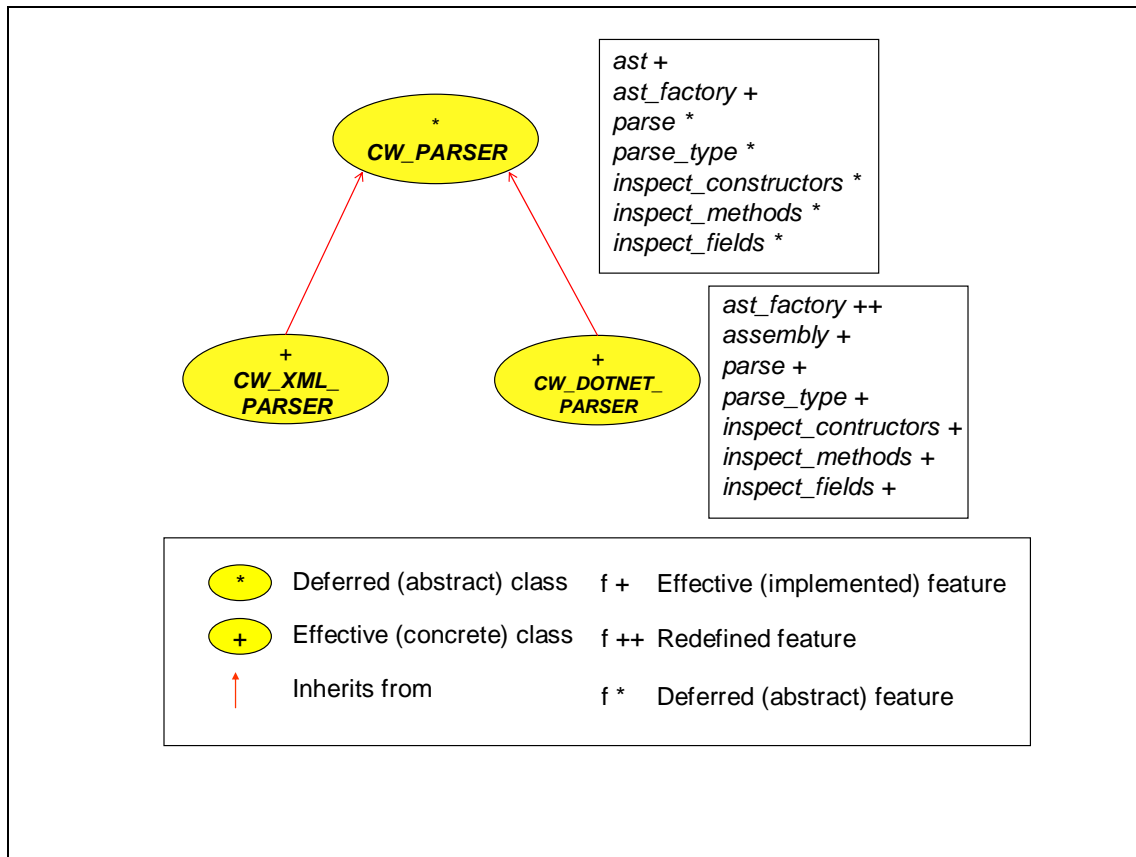 *
CW_PARSER
ast +
ast_factory +
parse *
parse_type *
inspect_constructors *
inspect_methods *
inspect_fields *
+
CW_XML_
PARSER
+
CW_DOTNET_
PARSER
ast_factory ++
assembly +
parse +
parse_type +
inspect_contructors +
inspect_methods +
inspect_fields +
* Deferred (abstract) class
f + Effective (implemented) feature
+ Effective (concrete) class
f ++ Redefined feature
Inherits from
f * Deferred (abstract) feature